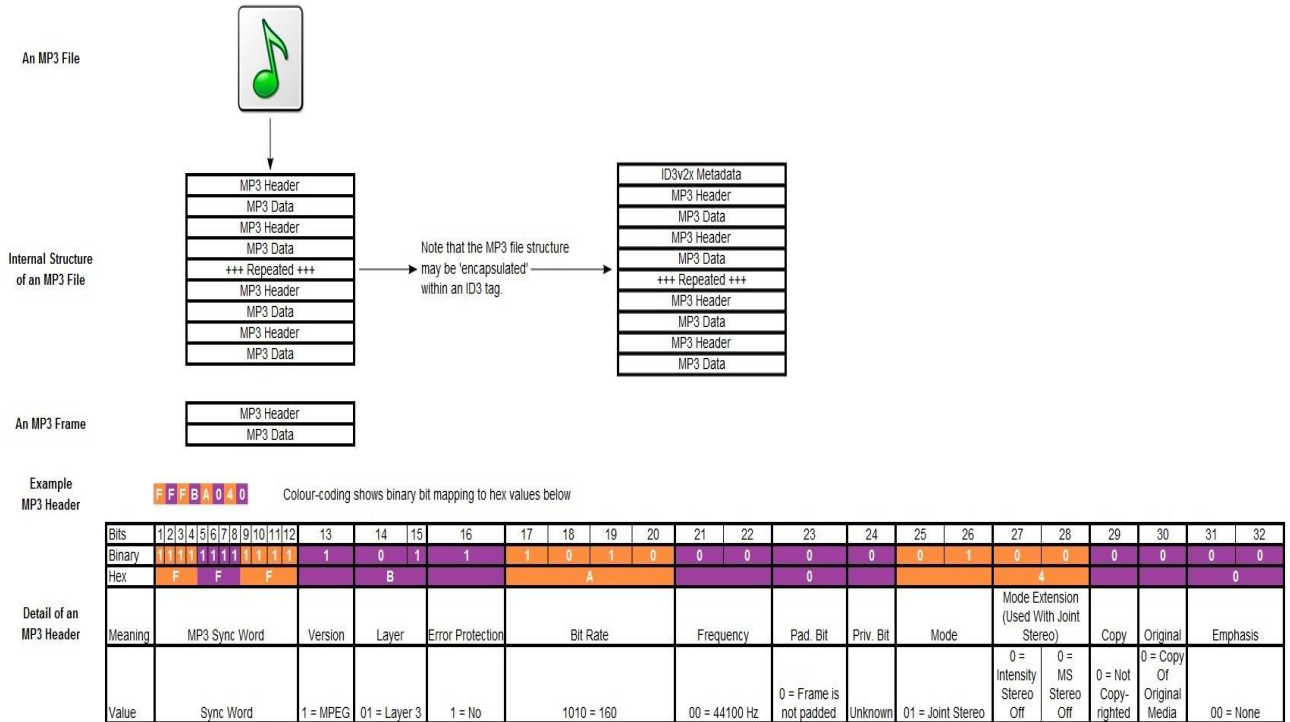 An MP3 File
MP3 Header
MP3 Data
MP3 Header
MP3 Data
+++ Repeated +++
MP3 Header
MP3 Data
MP3 Header
MP3 Data
Internal Structure
of an MP3 File
Note that the MP3 file structure
may be 'encapsulated'
within an ID3 tag.
ID3v2x Metadata
MP3 Header
MP3 Data
MP3 Header
MP3 Data
+++ Repeated +++
MP3 Header
MP3 Data
MP3 Header
MP3 Data
An MP3 Frame
MP3 Header
MP3 Data
Example
MP3 Header
F F F B A 0 4 0
Colour-coding shows binary bit mapping to hex values below
Detail of an
MP3 Header
Bits 1 2 3 4 5 6 7 8 9 10 11 12 13 14 15 16 17 18 19 20 21 22 23 24 25 26 27 28 29 30 31 32
Binary 1 1 1 1 1 1 1 1 1 1 1 1 1 0 1 1 1 0 1 0 0 0 0 0 0 1 0 0 0 0 0 0
Hex F F F B A 0 4 0
Meaning MP3 Sync Word Version Layer Error Protection Bit Rate Frequency Pad. Bit Priv. Bit Mode Mode Extension (Used With Joint Stereo) Copy Original Emphasis
Value Sync Word 1 = MPEG 01 = Layer 3 1 = No 1010 = 160 00 = 44100 Hz 0 = Frame is not padded Unknown 01 = Joint Stereo 0 = Intensity Stereo Off 0 = MS Stereo Off 0 = Not Copy-righted 0 = Copy Of Original Media 00 = None